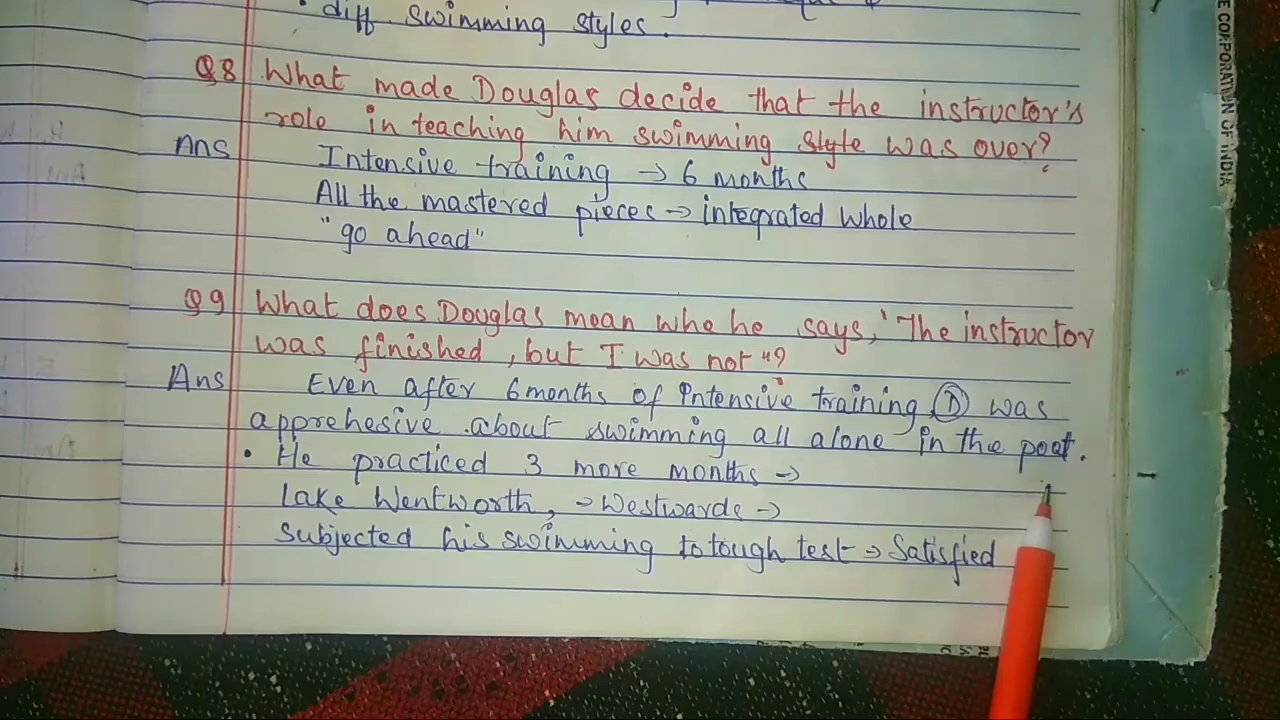 • diff swimming styles.
Q8 What made Douglas decide that the instructor's
role in teaching him swimming style was over?
Ans Intensive training → 6 months
All the mastered pieces → integrated whole
"go ahead"
Q9 What does Douglas mean whe he says, 'The instructor
was finished, but I was not "?
Ans Even after 6 months of intensive training D was
apprehesive about swimming all alone in the poot.
• He practiced 3 more months →
Lake Wentworth, → Westwarde →
Subjected his swimming to tough test → Satisfied
E CORPORATION OF INDIA